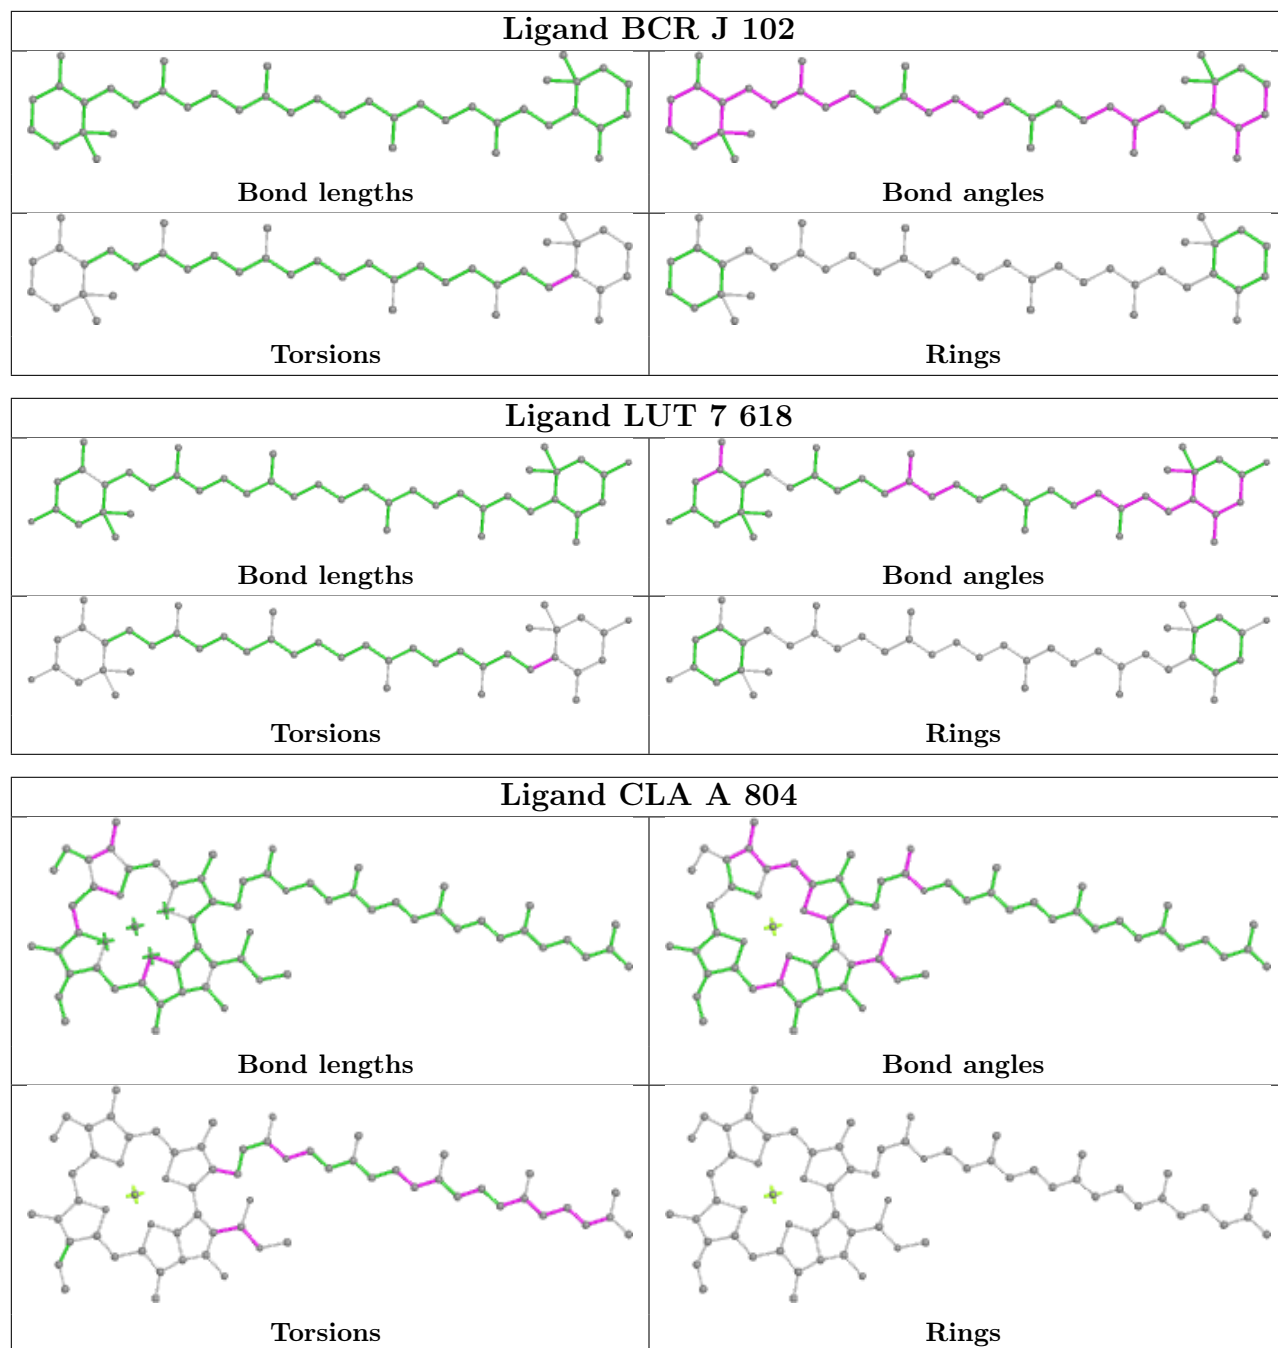 Ligand BCR J 102
Bond lengths
Bond angles
Torsions
Rings
Ligand LUT 7 618
Bond lengths
Bond angles
Torsions
Rings
Ligand CLA A 804
Bond lengths
Bond angles
Torsions
Rings